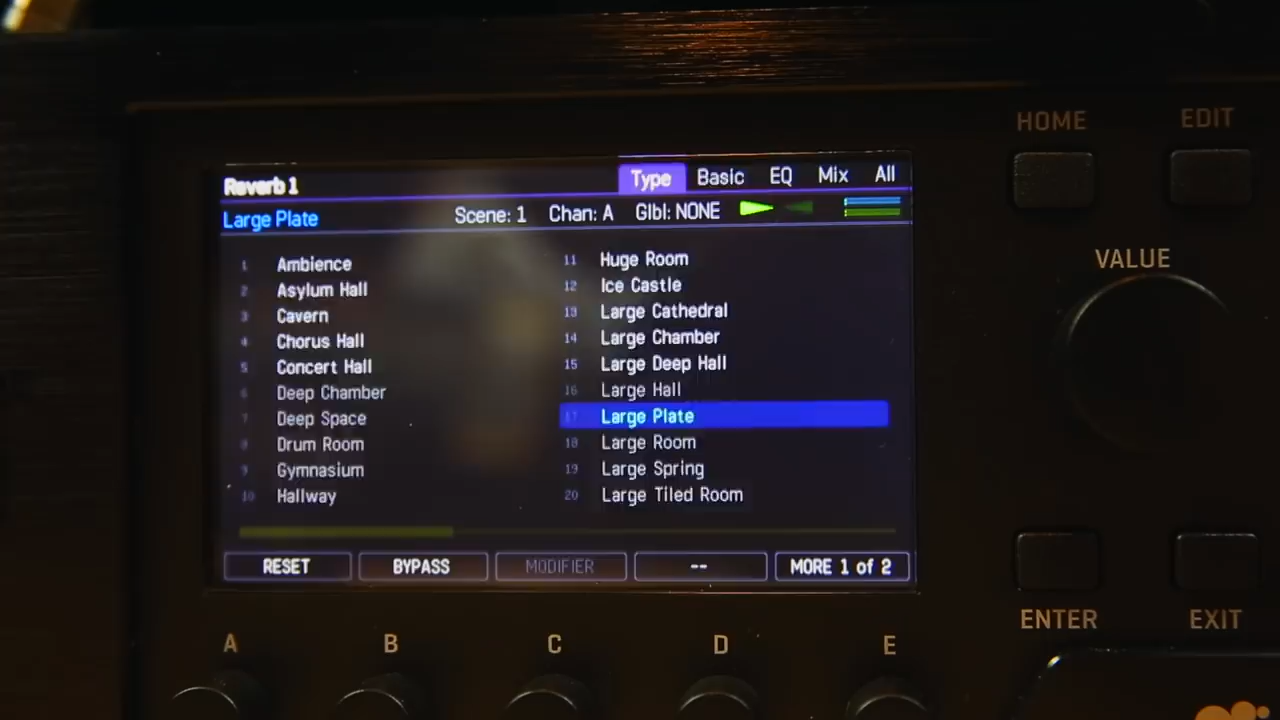 HOME EDIT
Reverb 1 Type Basic EQ Mix All
Large Plate Scene: 1 Chan: A Glbl: NONE
VALUE
1 Ambience
2 Asylum Hall
3 Cavern
4 Chorus Hall
5 Concert Hall
6 Deep Chamber
7 Deep Space
8 Drum Room
9 Gymnasium
10 Hallway
11 Huge Room
12 Ice Castle
13 Large Cathedral
14 Large Chamber
15 Large Deep Hall
16 Large Hall
17 Large Plate
18 Large Room
19 Large Spring
20 Large Tiled Room
RESET BYPASS MODIFIER -- MORE 1 of 2
ENTER EXIT
A B C D E